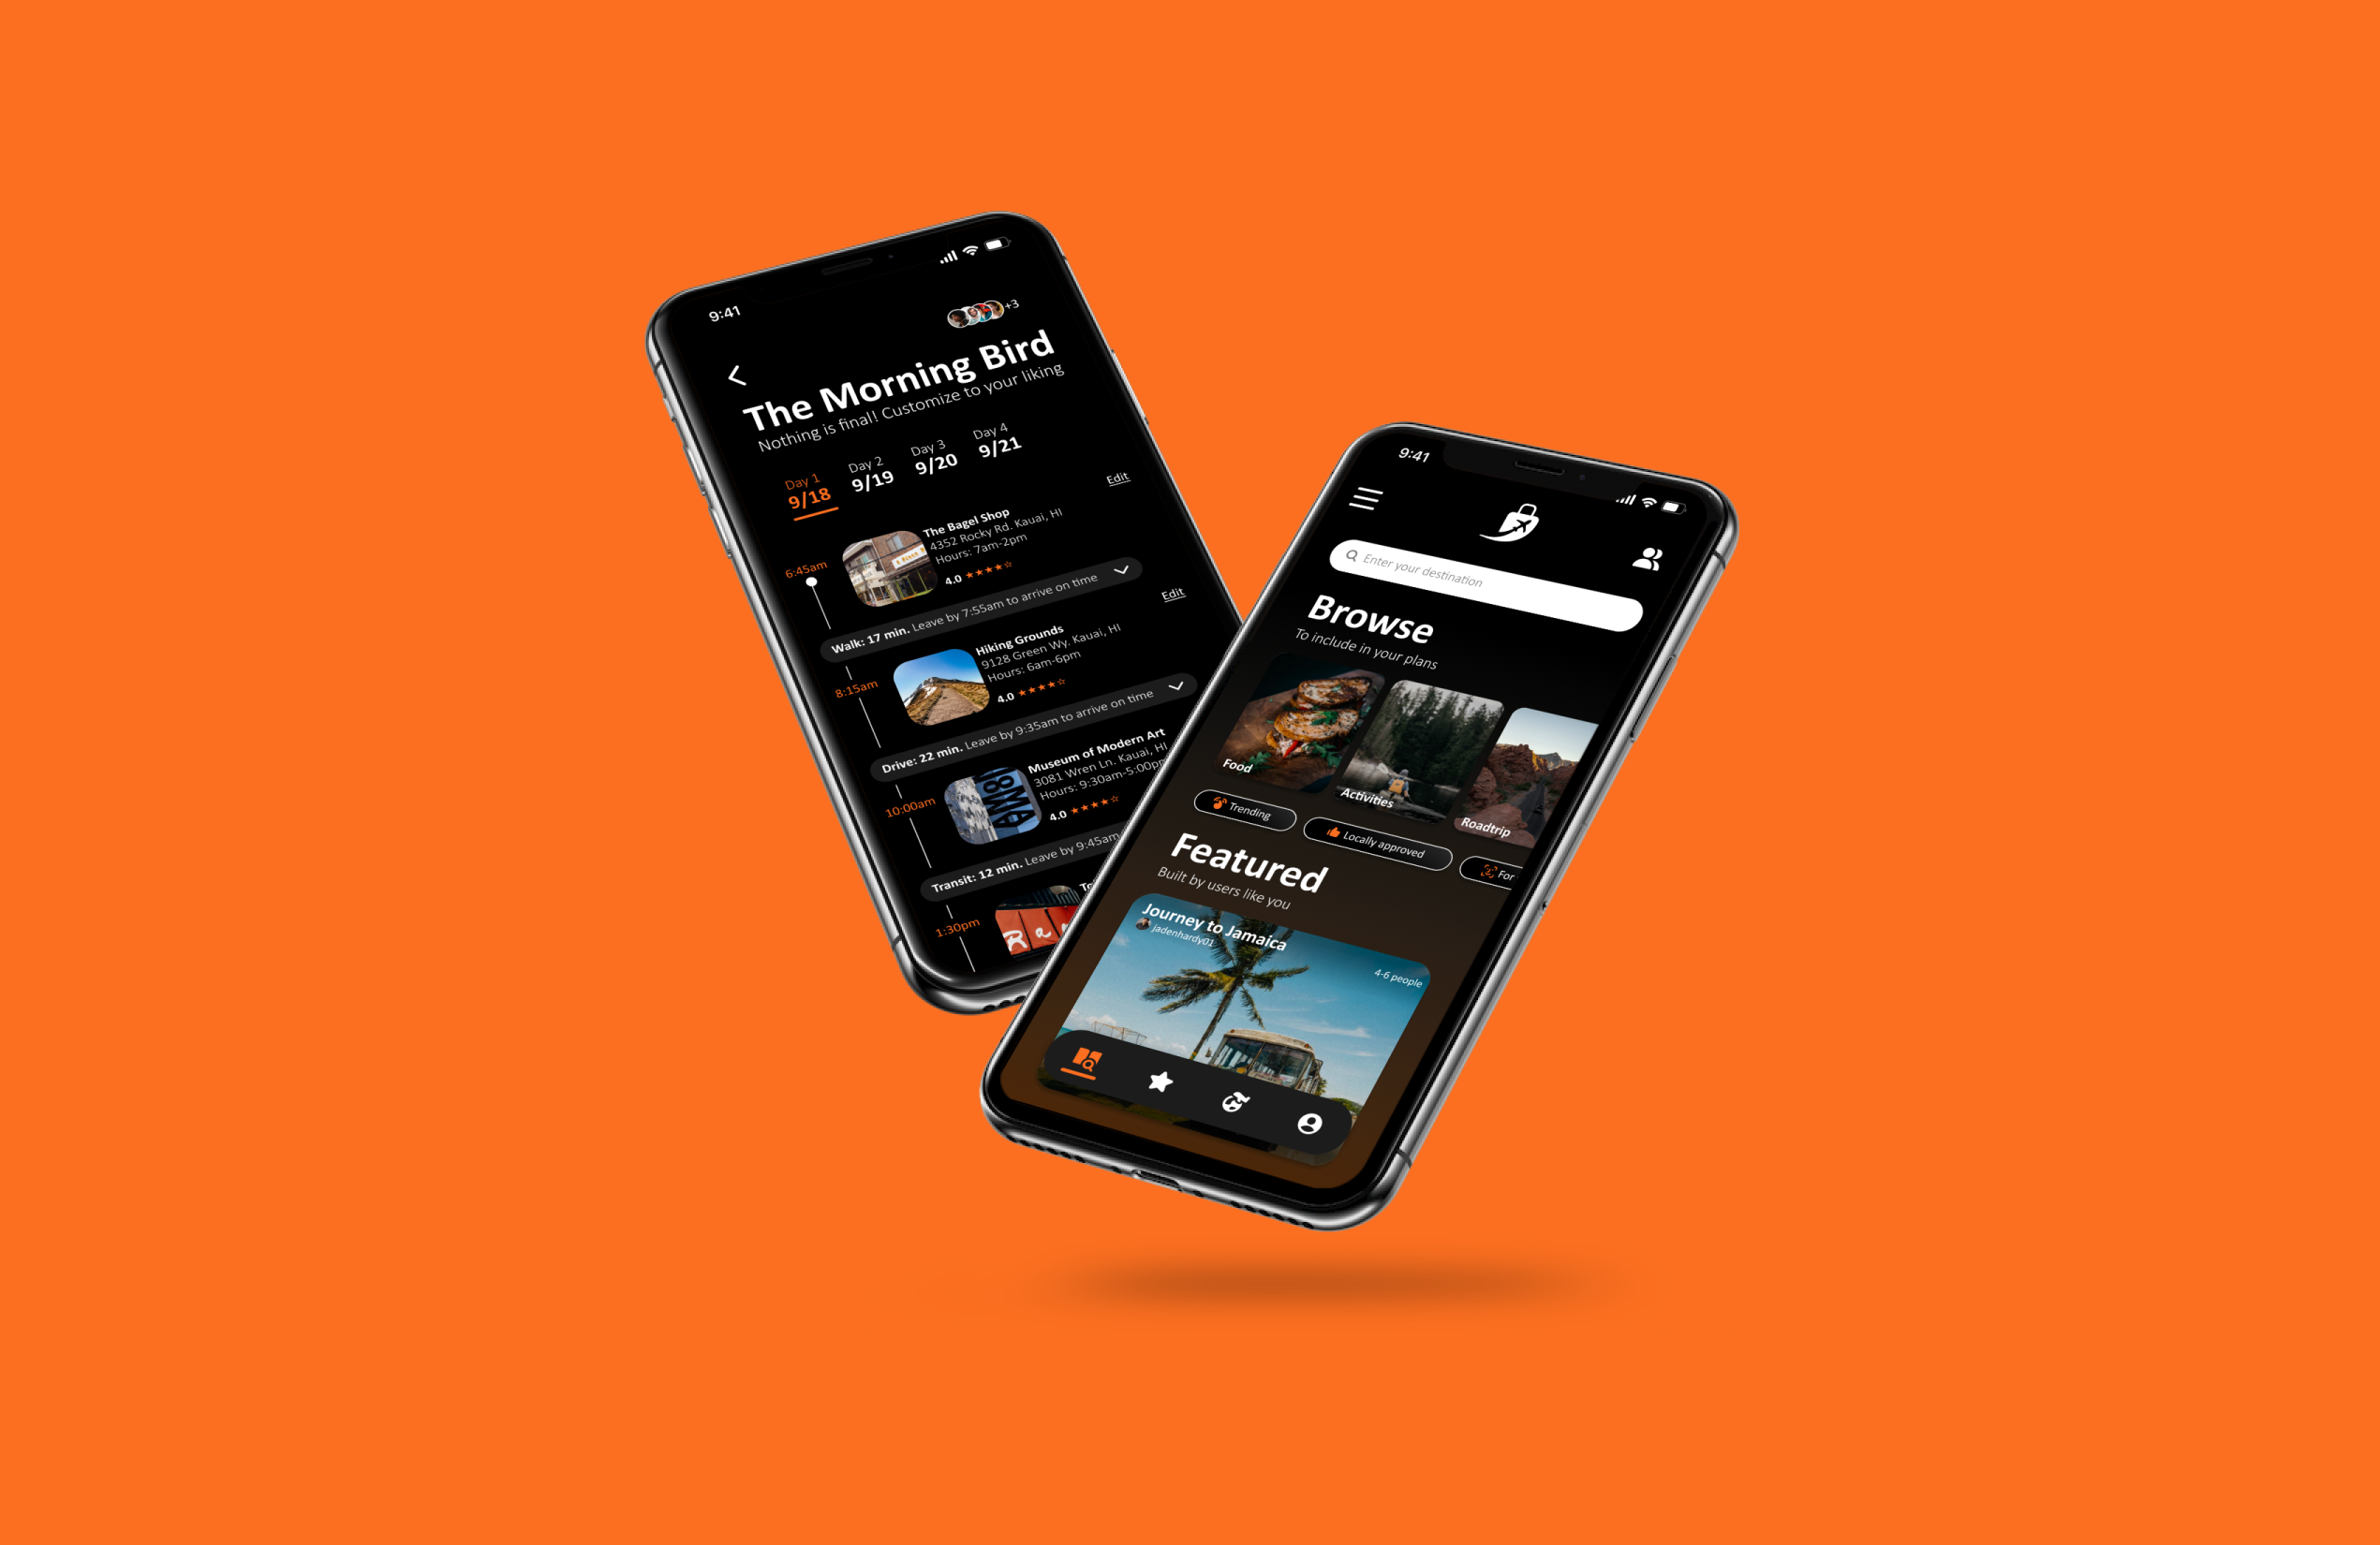 9:41
+3
The Morning Bird
Nothing is final! Customize to your liking
Day 1
9/18
Day 2
9/19
Day 3
9/20
Day 4
9/21
Edit
6:45am
The Bagel Shop
4352 Rocky Rd. Kauai, HI
Hours: 7am-2pm
4.0 ★★★★☆
Walk: 17 min. Leave by 7:55am to arrive on time
Edit
8:15am
Hiking Grounds
9128 Green Wy. Kauai, HI
Hours: 6am-6pm
4.0 ★★★★☆
Drive: 22 min. Leave by 9:35am to arrive on time
10:00am
Museum of Modern Art
3081 Wren Ln. Kauai, HI
Hours: 9:30am-5:00p
4.0 ★★★★☆
Transit: 12 min. Leave by 9:45am
1:30pm
9:41
Enter your destination
Browse
To include in your plans
Food
Activities
Roadtrip
Trending
Locally approved
For
Featured
Built by users like you
Journey to Jamaica
jadenhardy01
4-6 people